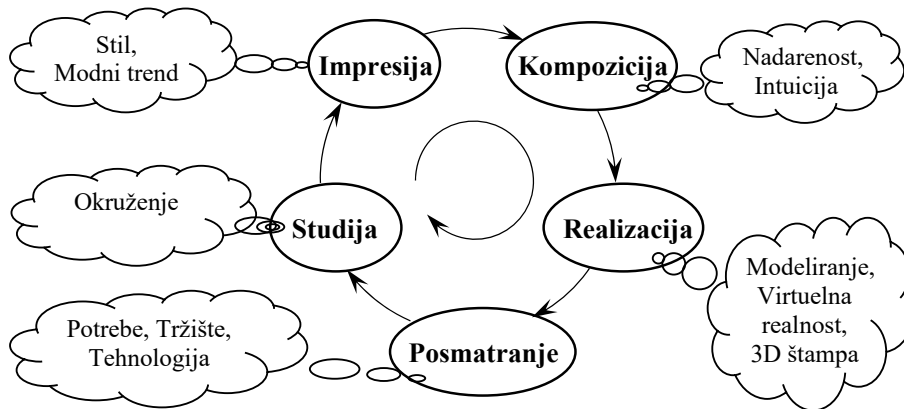 Stil,
Modni trend
Impresija
Kompozicija
Nadarenost,
Intuicija
Okruženje
Studija
Realizacija
Modeliranje,
Virtuelna
realnost,
3D štampa
Potrebe, Tržište,
Tehnologija
Posmatranje